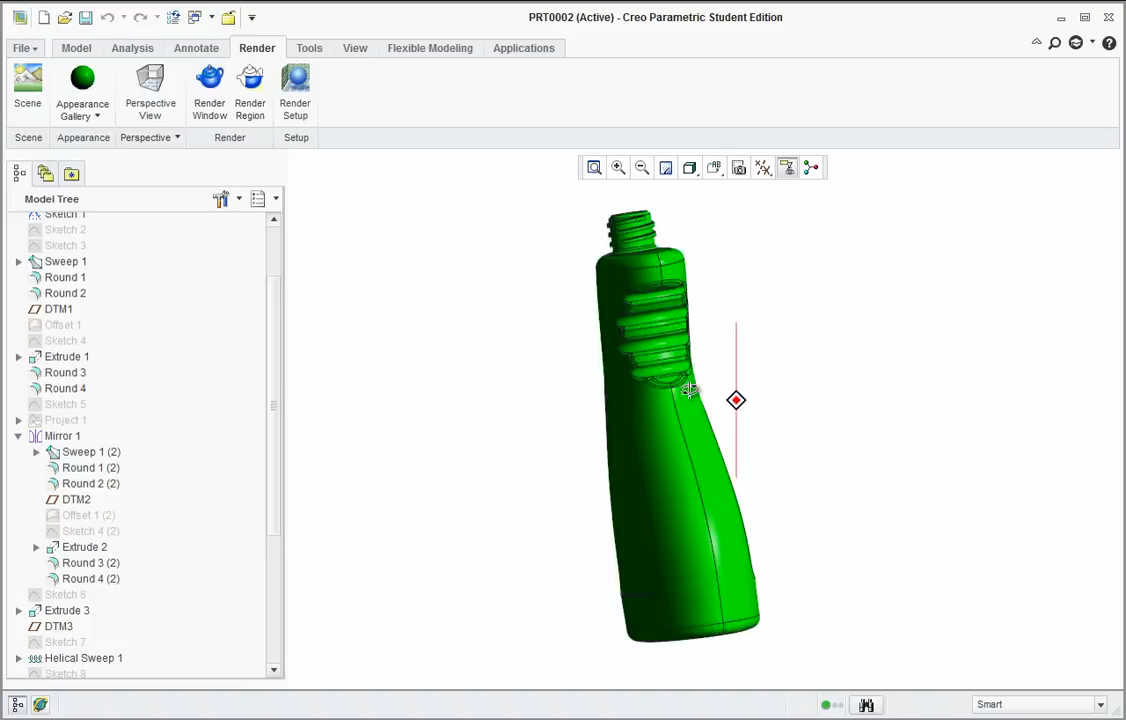 PRT0002 (Active) - Creo Parametric Student Edition
File Model Analysis Annotate Render Tools View Flexible Modeling Applications
Scene
Appearance Gallery
Perspective View
Render Window
Render Region
Render Setup
Scene Appearance Perspective Render Setup
Model Tree
Sketch 1
Sketch 2
Sketch 3
Sweep 1
Round 1
Round 2
DTM1
Offset 1
Sketch 4
Extrude 1
Round 3
Round 4
Sketch 5
Project 1
Mirror 1
Sweep 1 (2)
Round 1 (2)
Round 2 (2)
DTM2
Offset 1 (2)
Sketch 4 (2)
Extrude 2
Round 3 (2)
Round 4 (2)
Sketch 6
Extrude 3
DTM3
Sketch 7
Helical Sweep 1
Sketch 8
Smart